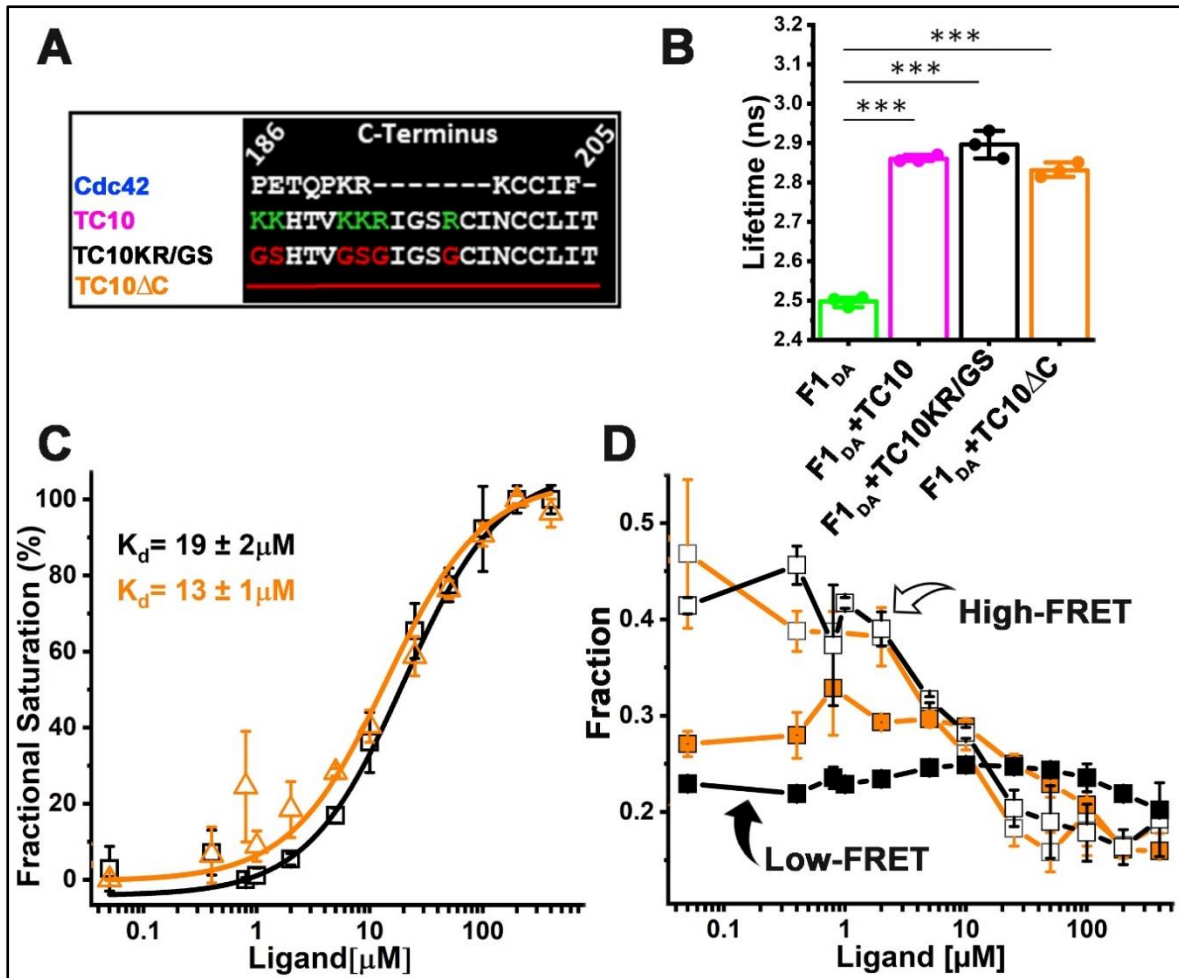 A
186 C-Terminus 205
Cdc42 PETQPKR-------KCCIF-
TC10 KKHTVKKRIGSRCINCCLIT
TC10KR/GS GSHTVGSGIGSGCINCCLIT
TC10ΔC
B
Lifetime (ns)
3.2
3.1
3.0
2.9
2.8
2.7
2.6
2.5
2.4
***
***
***
F1DA
F1DA+TC10
F1DA+TC10KR/GS
F1DA+TC10ΔC
C
Fractional Saturation (%)
100
80
60
40
20
0
Kd= 19 ± 2μM
Kd= 13 ± 1μM
0.1 1 10 100
Ligand[μM]
D
Fraction
0.5
0.4
0.3
0.2
High-FRET
Low-FRET
0.1 1 10 100
Ligand [μM]